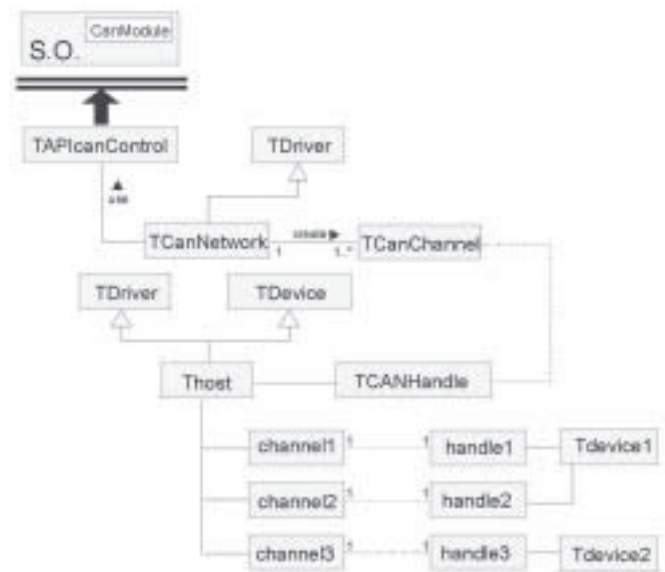 CanModule
S.O.
TAPIcanControl
TDriver
use
TCanNetwork
1
create
1..*
TCanChannel
TDriver
TDevice
Thost
TCANHandle
channel1
1
1
handle1
Tdevice1
channel2
1
1
handle2
channel3
1
1
handle3
Tdevice2